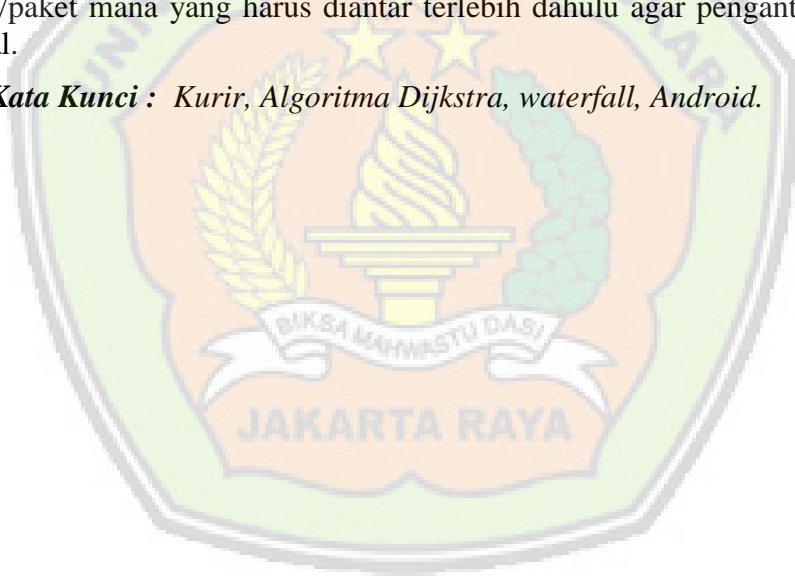 /paket mana yang harus diantar terlebih dahulu agar pengant
al.
Kata Kunci : Kurir, Algoritma Dijkstra, waterfall, Android.
BIKSA MAHWASTU DASI
JAKARTA RAYA